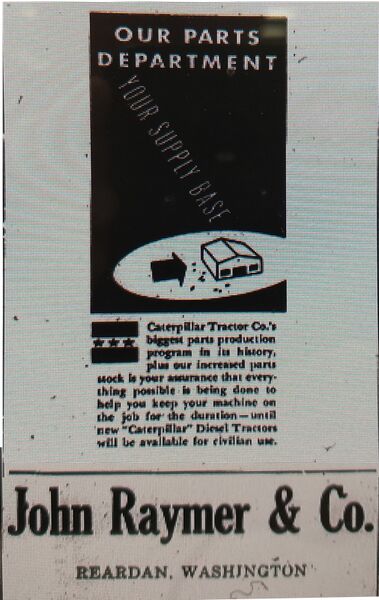 OUR PARTS
DEPARTMENT
YOUR SUPPLY BASE
Caterpillar Tractor Co.'s
biggest parts production
program in its history,
plus our increased parts
stock is your assurance that every-
thing possible is being done to
help you keep your machine on
the job for the duration—until
new "Caterpillar" Diesel Tractors
will be available for civilian use.
John Raymer & Co.
REARDAN, WASHINGTON